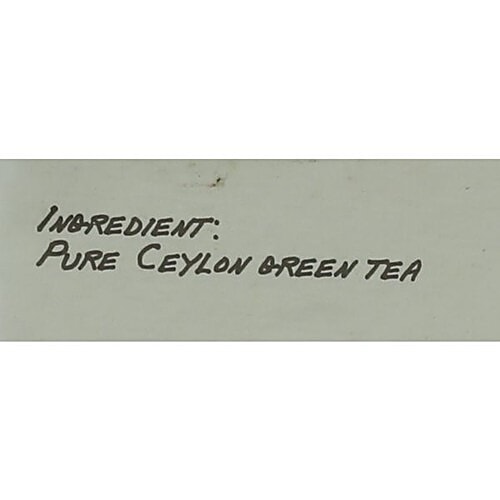 INGREDIENT:
PURE CEYLON GREEN TEA